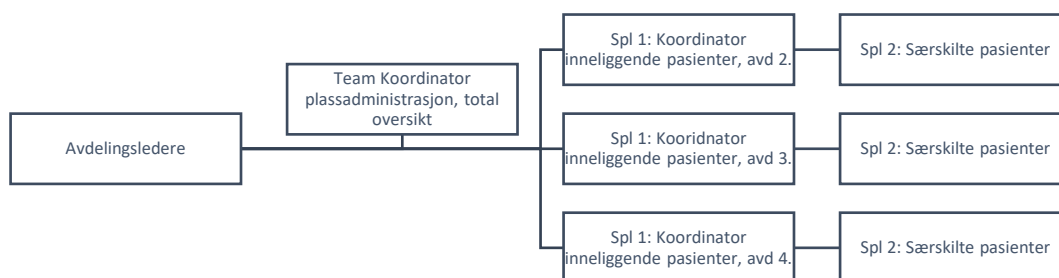 Avdelingsledere
Team Koordinator
plassadministrasjon, total
oversikt
Spl 1: Koordinator
inneliggende pasienter, avd 2.
Spl 2: Særskilte pasienter
Spl 1: Kooridnator
inneliggende pasienter, avd 3.
Spl 2: Særskilte pasienter
Spl 1: Koordinator
inneliggende pasienter, avd 4.
Spl 2: Særskilte pasienter